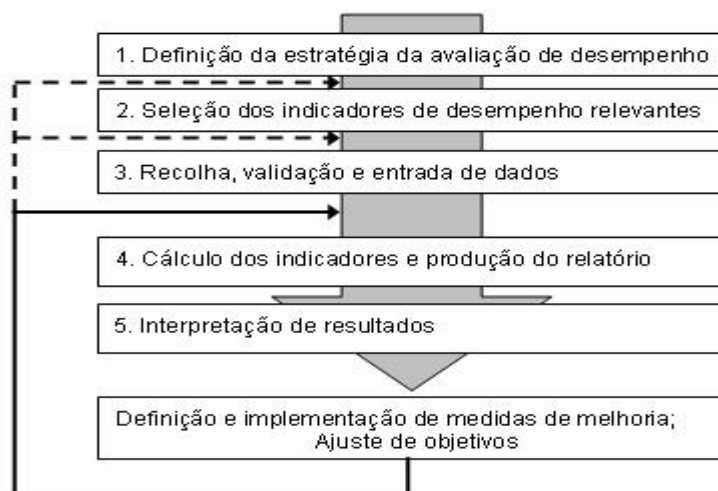 1. Definição da estratégia da avaliação de desempenho
2. Seleção dos indicadores de desempenho relevantes
3. Recolha, validação e entrada de dados
4. Cálculo dos indicadores e produção do relatório
5. Interpretação de resultados
Definição e implementação de medidas de melhoria;
Ajuste de objetivos